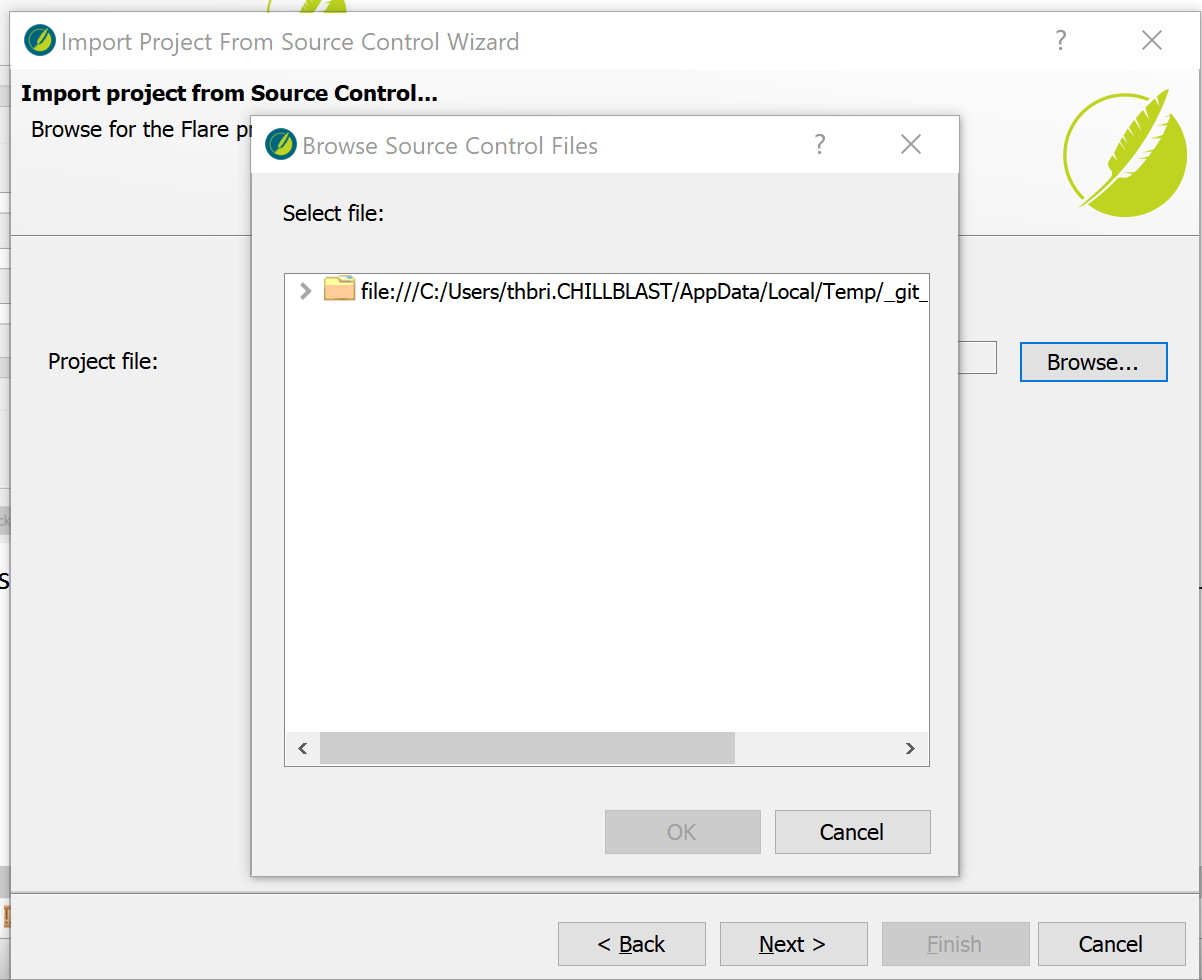 Import Project From Source Control Wizard
?
Import project from Source Control...
Browse for the Flare
Browse Source Control Files
?
Select file:
file:///C:/Users/thbri.CHILLBLAST/AppData/Local/Temp/_git_
Project file:
Browse...
OK
Cancel
< Back
Next >
Finish
Cancel